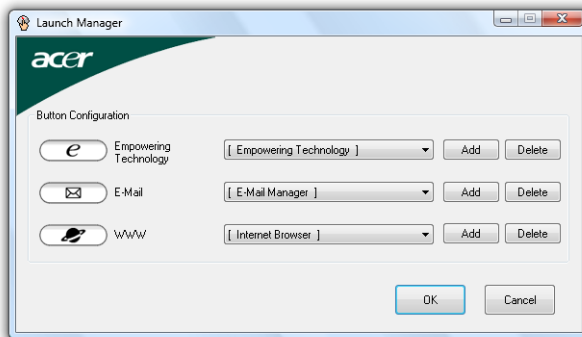 Launch Manager
acer
Button Configuration
e
Empowering
Technology
[ Empowering Technology ]
Add
Delete
E-Mail
[ E-Mail Manager ]
Add
Delete
WWW
[ Internet Browser ]
Add
Delete
OK
Cancel